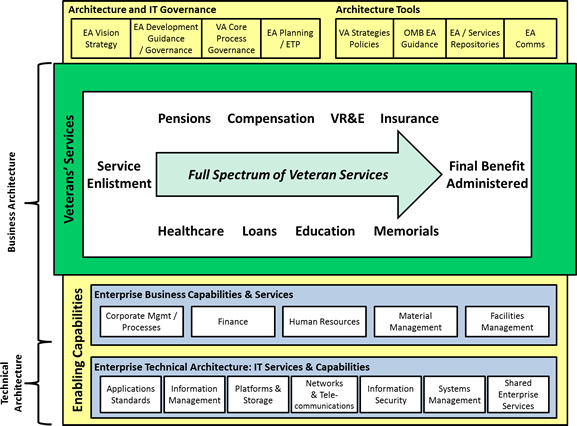 Architecture and IT Governance
Architecture Tools
EA Vision
Strategy
EA Development
Guidance
/ Governance
VA Core
Process
Governance
EA Planning
/ ETP
VA Strategies
Policies
OMB EA
Guidance
EA / Services
Repositories
EA
Comms
Business Architecture
Veterans' Services
Pensions Compensation VR&E Insurance
Service
Enlistment
Full Spectrum of Veteran Services
Final Benefit
Administered
Healthcare Loans Education Memorials
Technical
Architecture
Enabling Capabilities
Enterprise Business Capabilities & Services
Corporate Mgmt /
Processes
Finance
Human Resources
Material
Management
Facilities
Management
Enterprise Technical Architecture: IT Services & Capabilities
Applications
Standards
Information
Management
Platforms &
Storage
Networks
& Tele-
communications
Information
Security
Systems
Management
Shared
Enterprise
Services